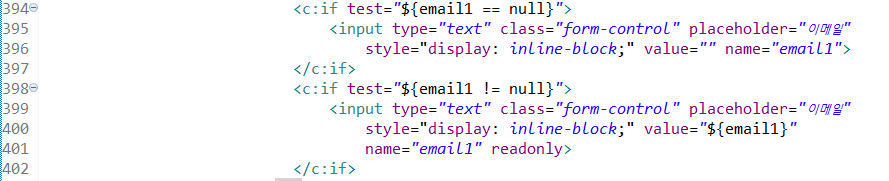 394 <c:if test="${email1 == null}">
395 <input type="text" class="form-control" placeholder="이메일"
396 style="display: inline-block;" value="" name="email1">
397 </c:if>
398 <c:if test="${email1 != null}">
399 <input type="text" class="form-control" placeholder="이메일"
400 style="display: inline-block;" value="${email1}"
401 name="email1" readonly>
402 </c:if>